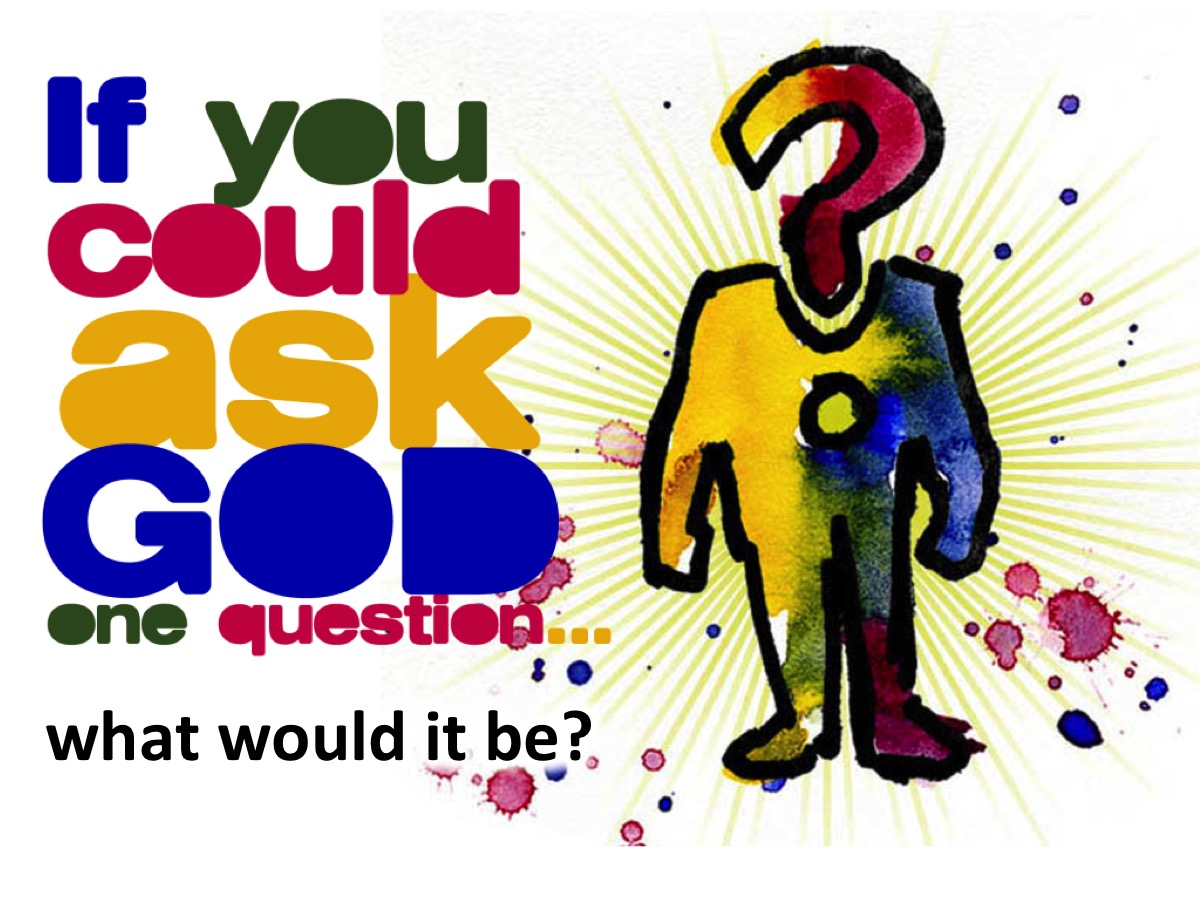 If you
could
ask
GOD
one question...
what would it be?